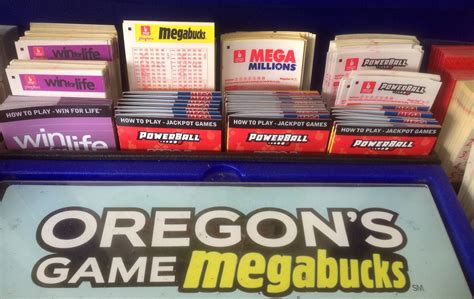 win for life
megabucks
MEGA
MILLIONS
POWERBALL
win for life
POWERBALL
HOW TO PLAY - WIN FOR LIFE
HOW TO PLAY - JACKPOT GAMES
HOW TO PLAY - JACKPOT GAMES
HOW TO PLAY - JACKPOT GAMES
win for life
POWERBALL
POWERBALL
POWERBALL
OREGON'S
GAME megabucks SM